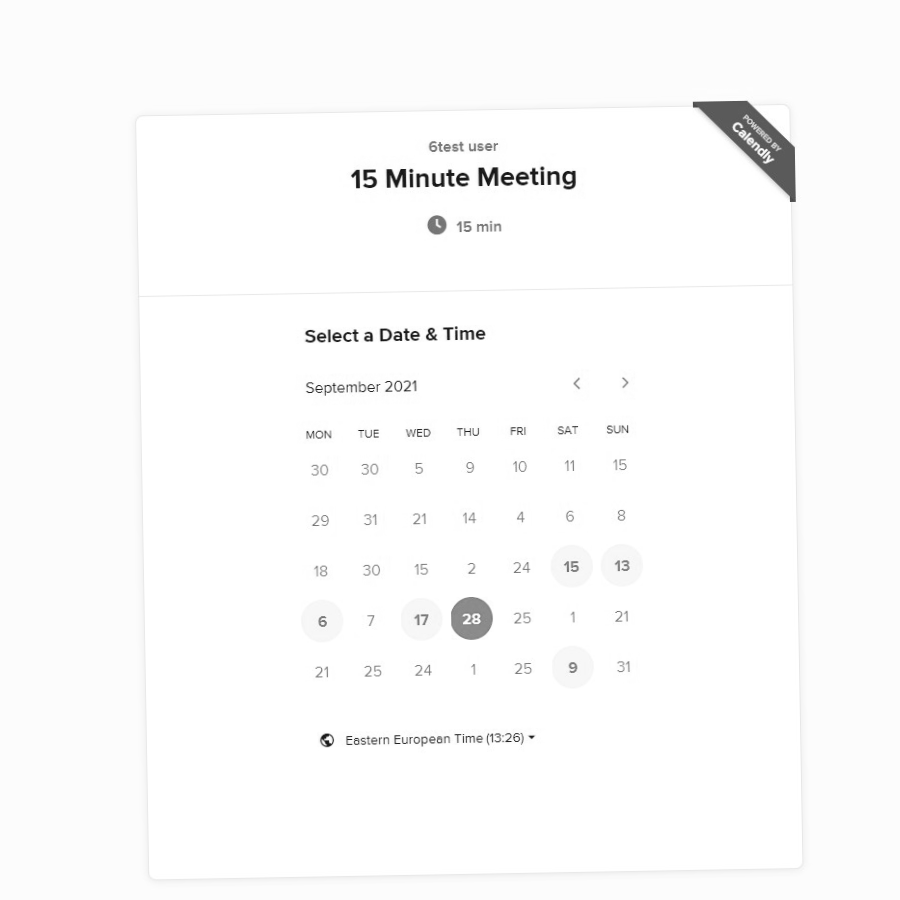 POWERED BY
Calendly
6test user
15 Minute Meeting
15 min
Select a Date & Time
September 2021
MON TUE WED THU FRI SAT SUN
30 30 5 9 10 11 15
29 31 21 14 4 6 8
18 30 15 2 24 15 13
6 7 17 28 25 1 21
21 25 24 1 25 9 31
Eastern European Time (13:26)